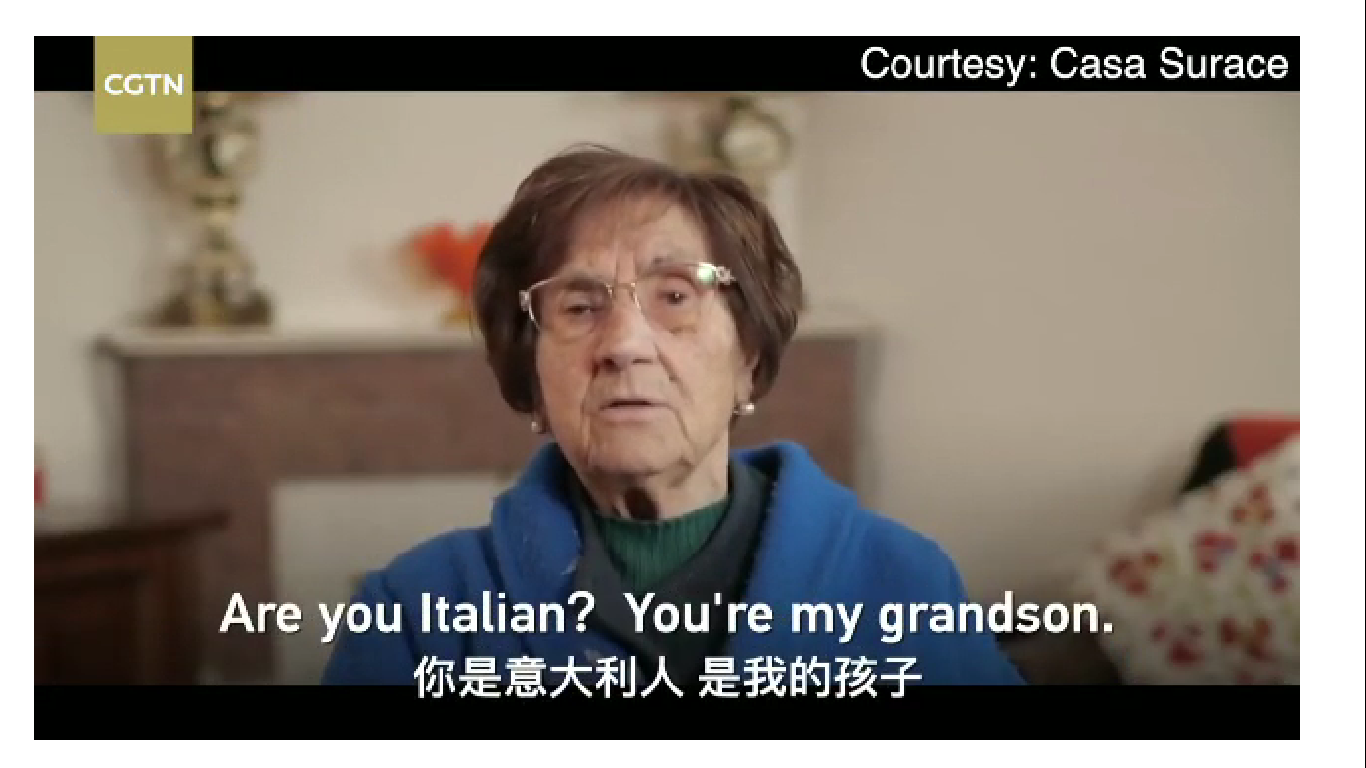 Courtesy: Casa Surace
CGTN
Are you Italian? You're my grandson.
你是意大利人 是我的孩子